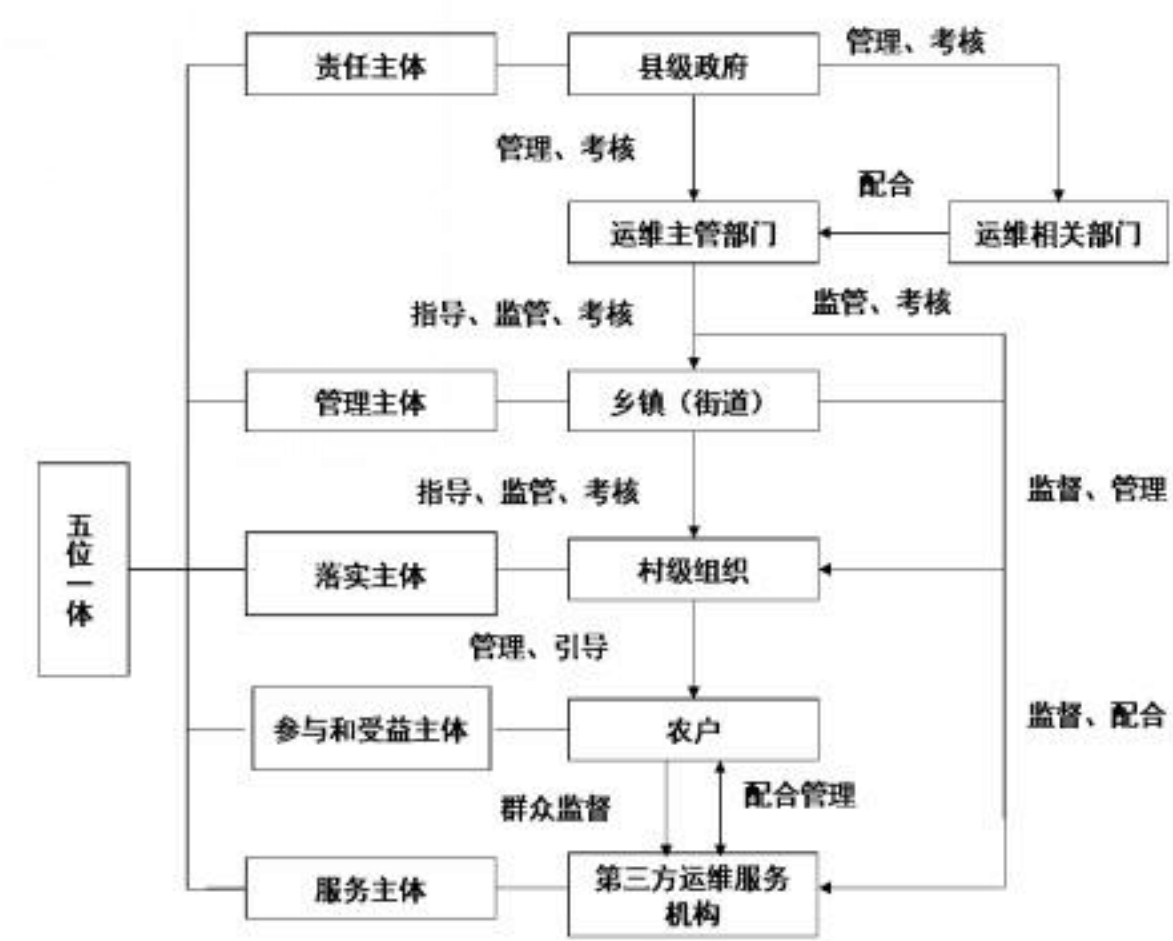 责任主体
县级政府
管理、考核
管理、考核
配合
运维主管部门
运维相关部门
指导、监管、考核
监管、考核
管理主体
乡镇（街道）
指导、监管、考核
监督、管理
五
位
一
体
落实主体
村级组织
管理、引导
参与和受益主体
农户
监督、配合
群众监督
配合管理
服务主体
第三方运维服务
机构